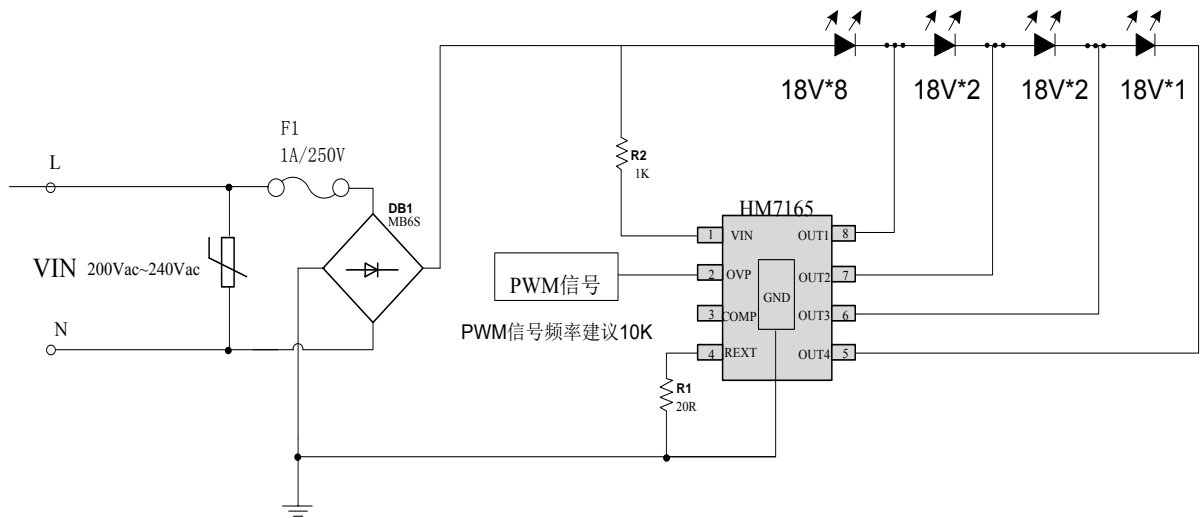 18V*8
18V*2
18V*2
18V*1
F1
1A/250V
L
R2
1K
DB1
MB6S
HM7165
1
VIN
OUT1
8
VIN 200Vac~240Vac
PWM信号
2
OVP
OUT2
7
GND
PWM信号频率建议10K
3
COMP
OUT3
6
N
4
REXT
OUT4
5
R1
20R